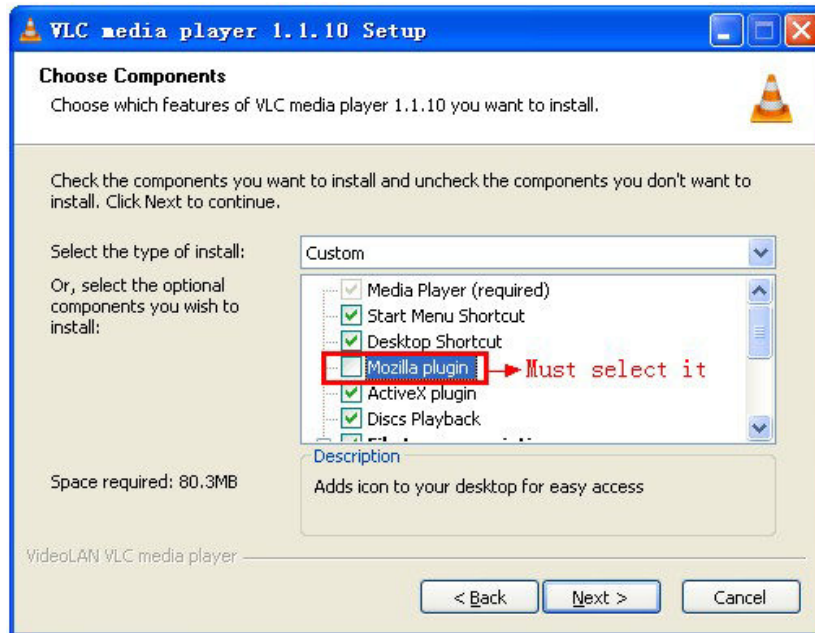 VLC media player 1.1.10 Setup
Choose Components
Choose which features of VLC media player 1.1.10 you want to install.
Check the components you want to install and uncheck the components you don't want to
install. Click Next to continue.
Select the type of install:
Custom
Or, select the optional
components you wish to
install:
Media Player (required)
Start Menu Shortcut
Desktop Shortcut
Mozilla plugin
Must select it
ActiveX plugin
Discs Playback
Space required: 80.3MB
Description
Adds icon to your desktop for easy access
VideoLAN VLC media player
< Back
Next >
Cancel